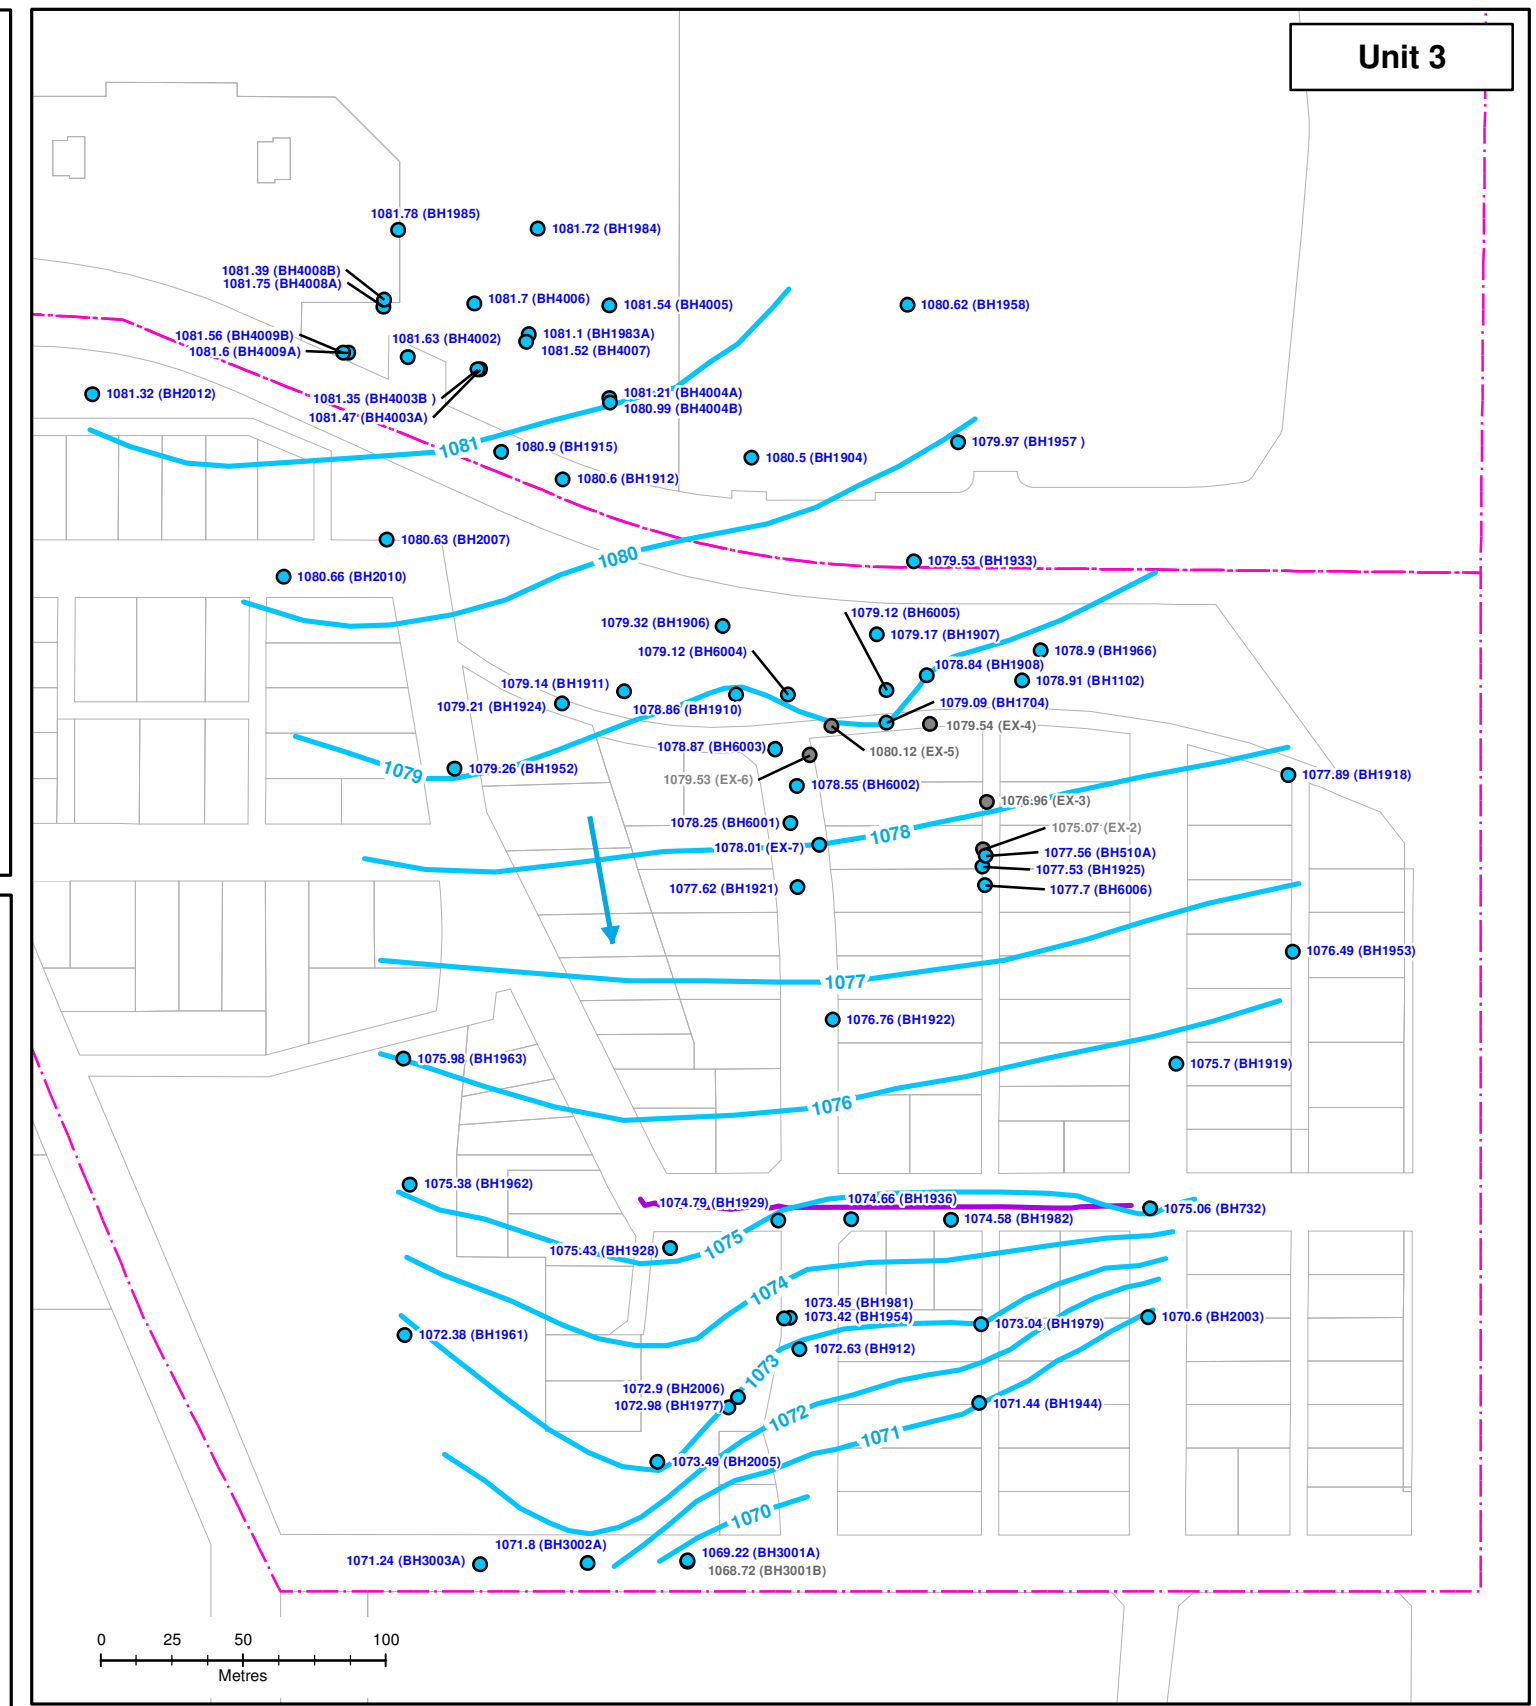 Unit 3
1081.78 (BH1985)
1081.72 (BH1984)
1081.39 (BH4008B)
1081.75 (BH4008A)
1081.7 (BH4006)
1081.54 (BH4005)
1080.62 (BH1958)
1081.56 (BH4009B)
1081.6 (BH4009A)
1081.63 (BH4002)
1081.1 (BH1983A)
1081.52 (BH4007)
1081.32 (BH2012)
1081.35 (BH4003B )
1081.47 (BH4003A)
1081.21 (BH4004A)
1080.99 (BH4004B)
1081
1080.9 (BH1915)
1079.97 (BH1957 )
1080.5 (BH1904)
1080.6 (BH1912)
1080.63 (BH2007)
1080
1079.53 (BH1933)
1080.66 (BH2010)
1079.12 (BH6005)
1079.32 (BH1906)
1079.17 (BH1907)
1079.12 (BH6004)
1078.9 (BH1966)
1078.84 (BH1908)
1078.91 (BH1102)
1079.14 (BH1911)
1079.21 (BH1924)
1078.86 (BH1910)
1079.09 (BH1704)
1079.54 (EX-4)
1078.87 (BH6003)
1080.12 (EX-5)
1079
1079.26 (BH1952)
1079.53 (EX-6)
1078.55 (BH6002)
1077.89 (BH1918)
1076.96 (EX-3)
1078.25 (BH6001)
1078
1075.07 (EX-2)
1078.01 (EX-7)
1077.56 (BH510A)
1077.53 (BH1925)
1077.62 (BH1921)
1077.7 (BH6006)
1076.49 (BH1953)
1077
1076.76 (BH1922)
1075.98 (BH1963)
1075.7 (BH1919)
1076
1075.38 (BH1962)
1074.79 (BH1929)
1074.66 (BH1936)
1075.06 (BH732)
1074.58 (BH1982)
1075.43 (BH1928)
1075
1074
1073.45 (BH1981)
1073.42 (BH1954)
1073.04 (BH1979)
1070.6 (BH2003)
1072.38 (BH1961)
1072.63 (BH912)
1073
1072.9 (BH2006)
1072.98 (BH1977)
1071.44 (BH1944)
1072
1071
1073.49 (BH2005)
1070
1071.8 (BH3002A)
1071.24 (BH3003A)
1069.22 (BH3001A)
1068.72 (BH3001B)
0 25 50 100
Metres